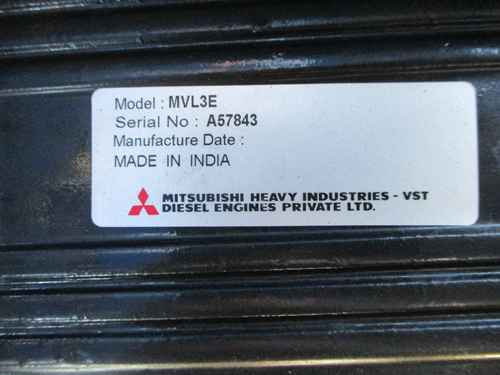 Model : MVL3E
Serial No : A57843
Manufacture Date :
MADE IN INDIA
MITSUBISHI HEAVY INDUSTRIES - VST
DIESEL ENGINES PRIVATE LTD.